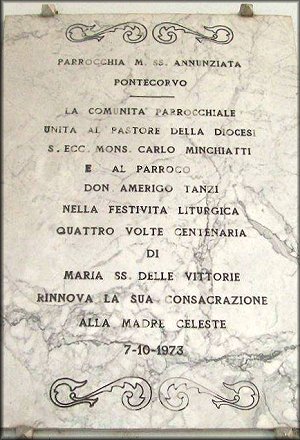 PARROCCHIA M. SS. ANNUNZIATA
PONTECORVO
LA COMUNITA' PARROCCHIALE
UNITA AL PASTORE DELLA DIOCESI
S. ECC. MONS. CARLO MINCHIATTI
E AL PARROCO
DON AMERIGO TANZI
NELLA FESTIVITA' LITURGICA
QUATTRO VOLTE CENTENARIA
DI
MARIA SS. DELLE VITTORIE
RINNOVA LA SUA CONSACRAZIONE
ALLA MADRE CELESTE
7-10-1973